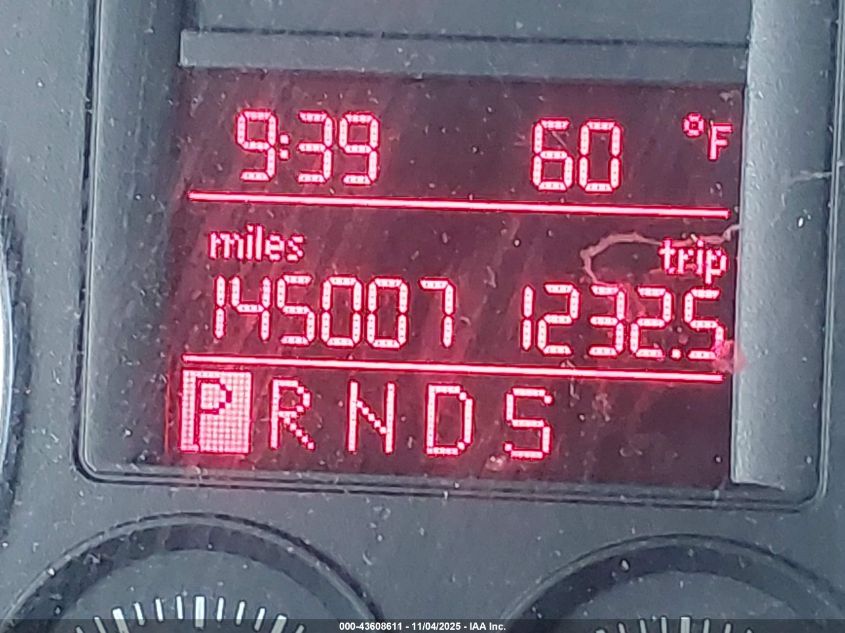 9:39 60 °F
miles trip
145007 1232.5
P R N D S
000-43608611 - 11/04/2025 - IAA Inc.